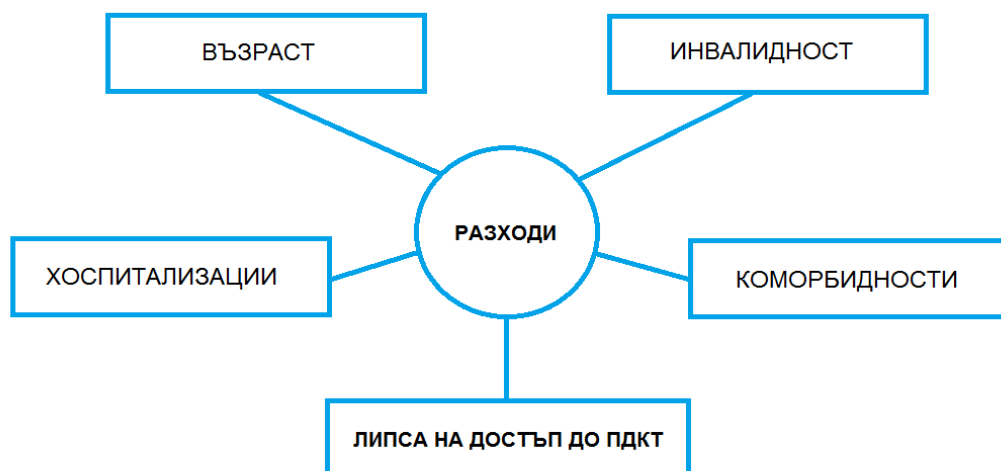 ВЪЗРАСТ
ИНВАЛИДНОСТ
РАЗХОДИ
ХОСПИТАЛИЗАЦИИ
КОМОРБИДНОСТИ
ЛИПСА НА ДОСТЪП ДО ПДКТ